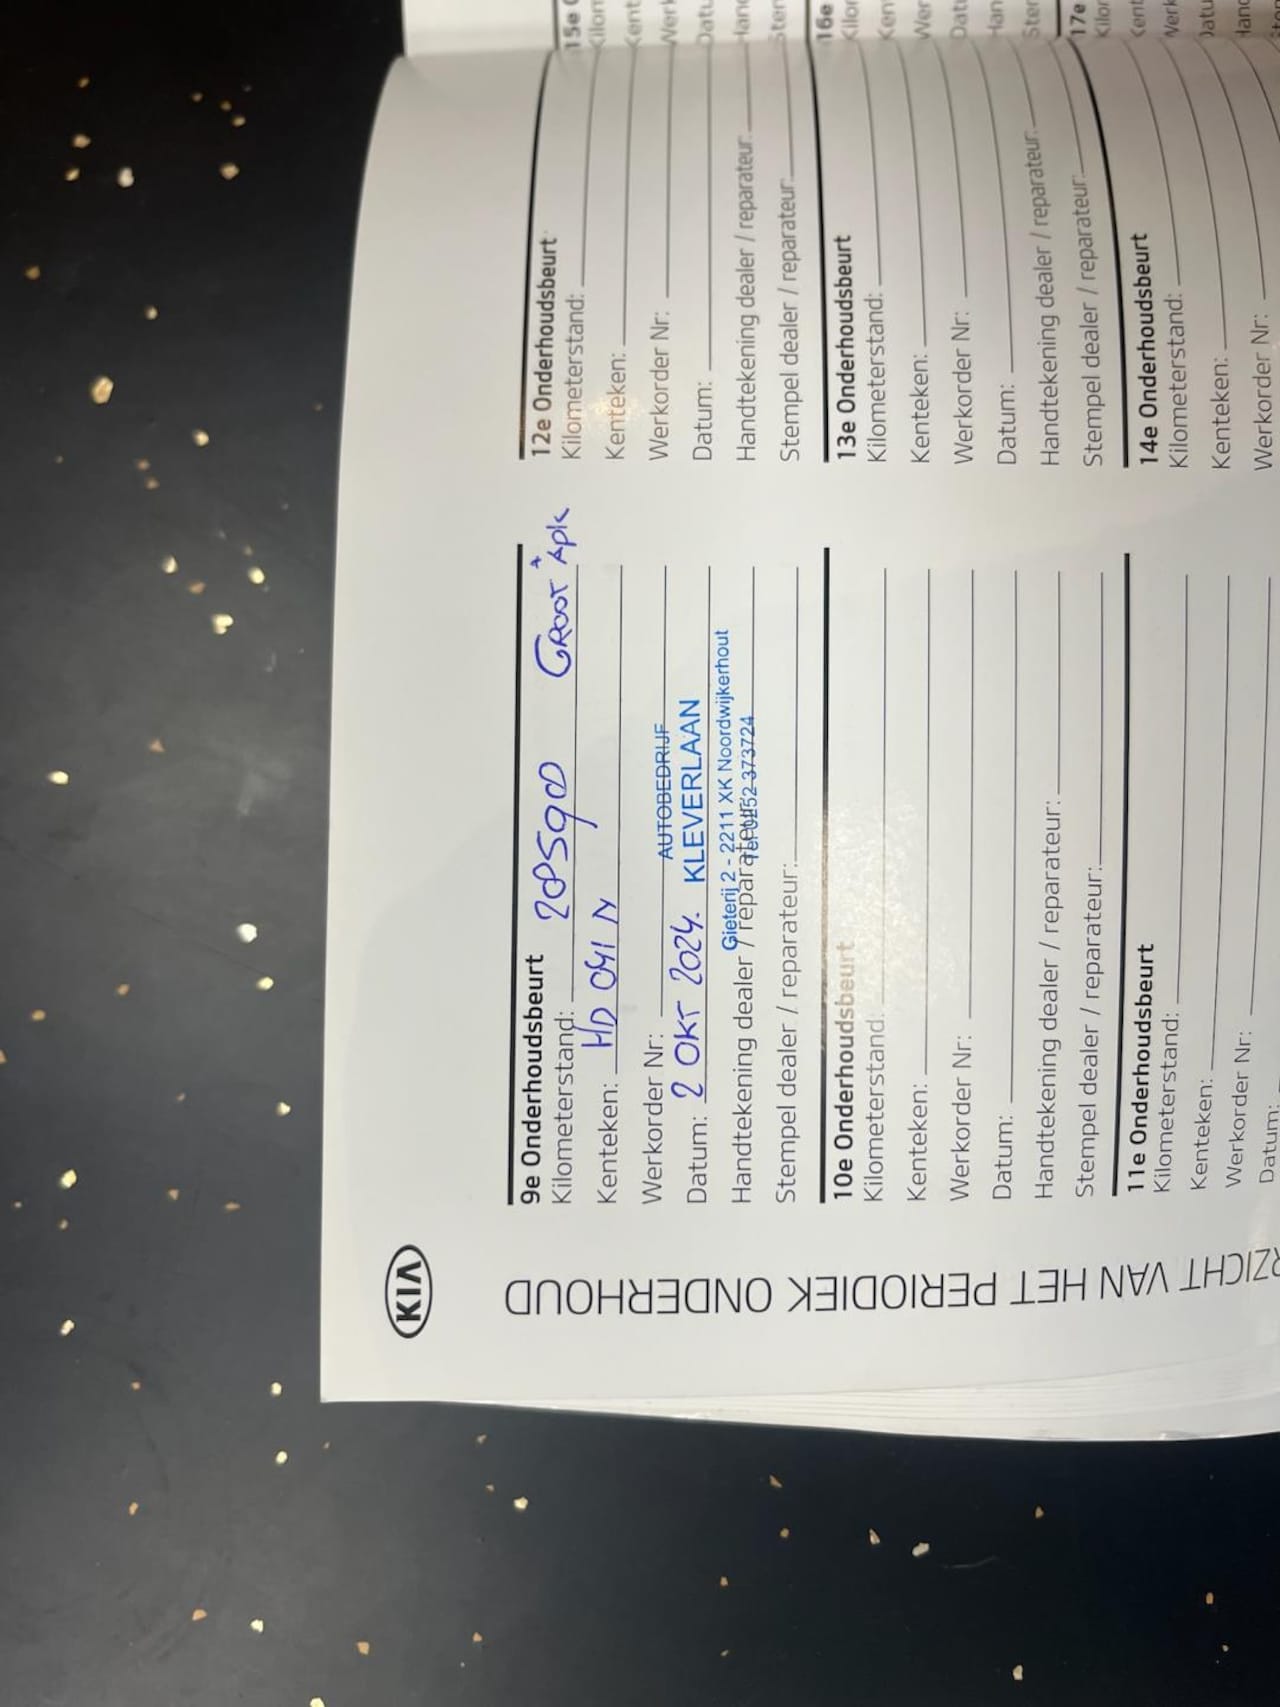 KIA
OVERZICHT VAN HET PERIODIEK ONDERHOUD
9e Onderhoudsbeurt
Kilometerstand: 208590 GROOT + Apk
Kenteken: HD 041 N
Werkorder Nr:
AUTOBEDRIJF
Datum: 2 OKT 2024. KLEVERLAAN
Gieterij 2 - 2211 XK Noordwijkerhout
Handtekening dealer / reparateur:
Tel 0252-373724
Stempel dealer / reparateur:
10e Onderhoudsbeurt
Kilometerstand:
Kenteken:
Werkorder Nr:
Datum:
Handtekening dealer / reparateur:
Stempel dealer / reparateur:
11e Onderhoudsbeurt
Kilometerstand:
Kenteken:
Werkorder Nr:
Datum:
12e Onderhoudsbeurt
Kilometerstand:
Kenteken:
Werkorder Nr:
Datum:
Handtekening dealer / reparateur:
Stempel dealer / reparateur:
13e Onderhoudsbeurt
Kilometerstand:
Kenteken:
Werkorder Nr:
Datum:
Handtekening dealer / reparateur:
Stempel dealer / reparateur:
14e Onderhoudsbeurt
Kilometerstand:
Kenteken:
Werkorder Nr:
15e
16e
17e